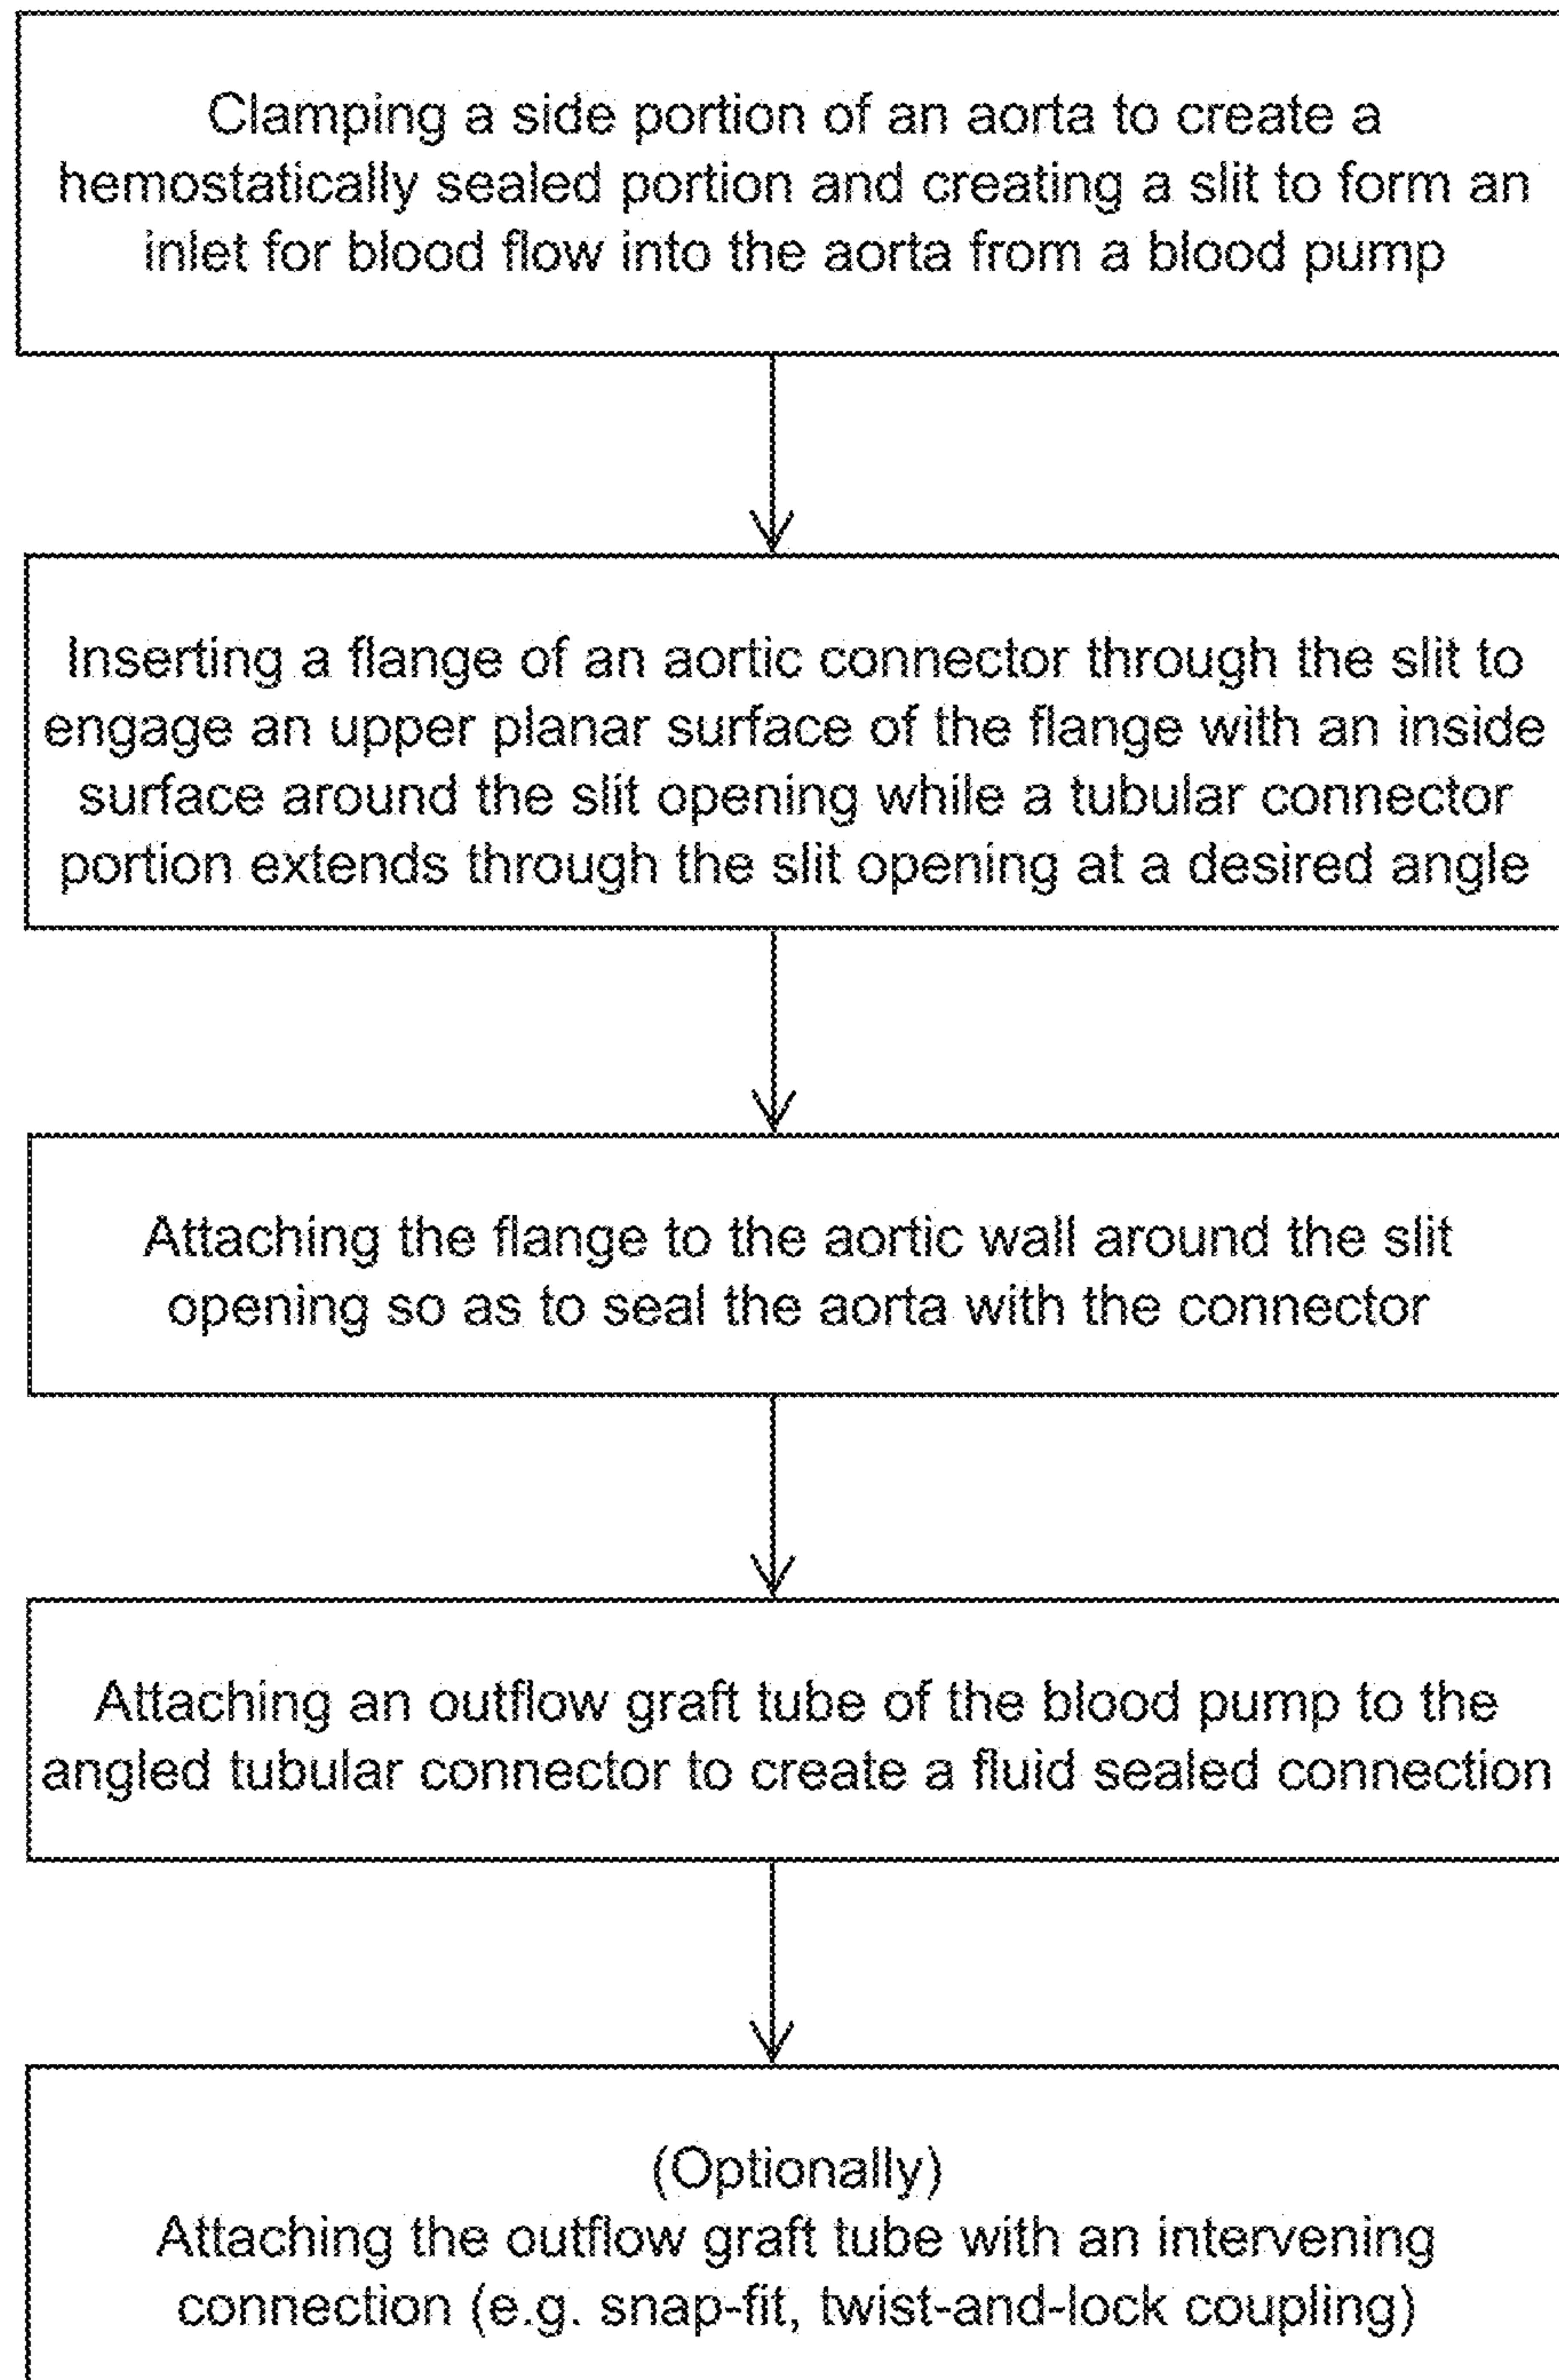 Clamping a side portion of an aorta to create a
hemostatically sealed portion and creating a slit to form an
inlet for blood flow into the aorta from a blood pump
Inserting a flange of an aortic connector through the slit to
engage an upper planar surface of the flange with an inside
surface around the slit opening while a tubular connector
portion extends through the slit opening at a desired angle
Attaching the flange to the aortic wall around the slit
opening so as to seal the aorta with the connector
Attaching an outflow graft tube of the blood pump to the
angled tubular connector to create a fluid sealed connection
(Optionally)
Attaching the outflow graft tube with an intervening
connection (e.g. snap-fit, twist-and-lock coupling)